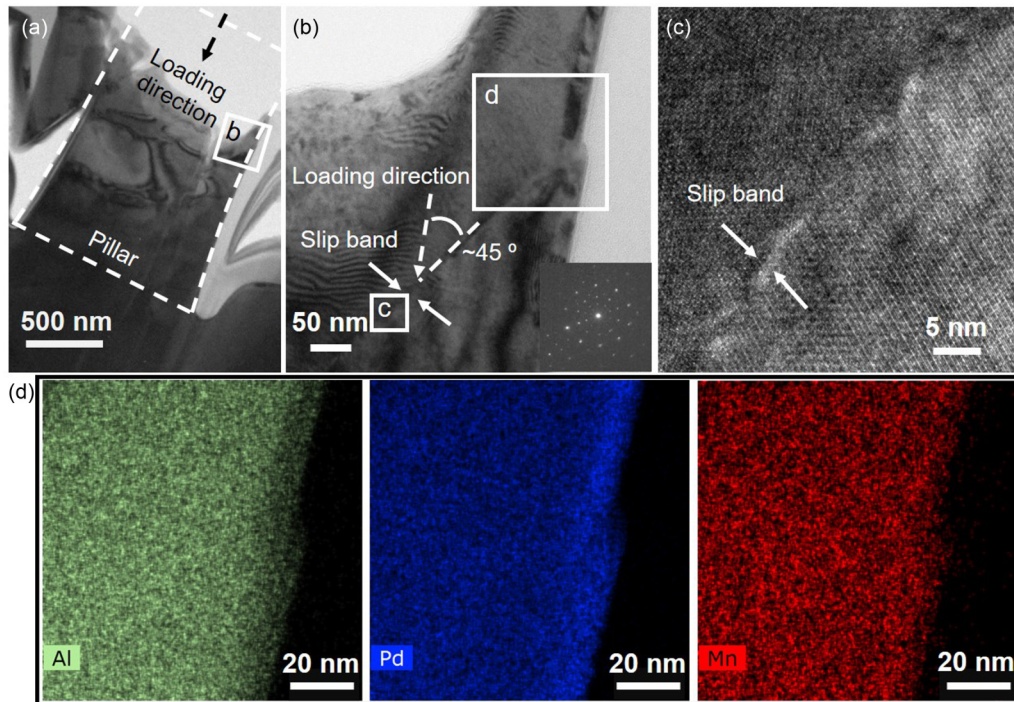 (a)
Loading
direction
b
Pillar
500 nm
(b)
d
Loading direction
Slip band
~45 º
c
50 nm
(c)
Slip band
5 nm
(d)
Al
20 nm
Pd
20 nm
Mn
20 nm